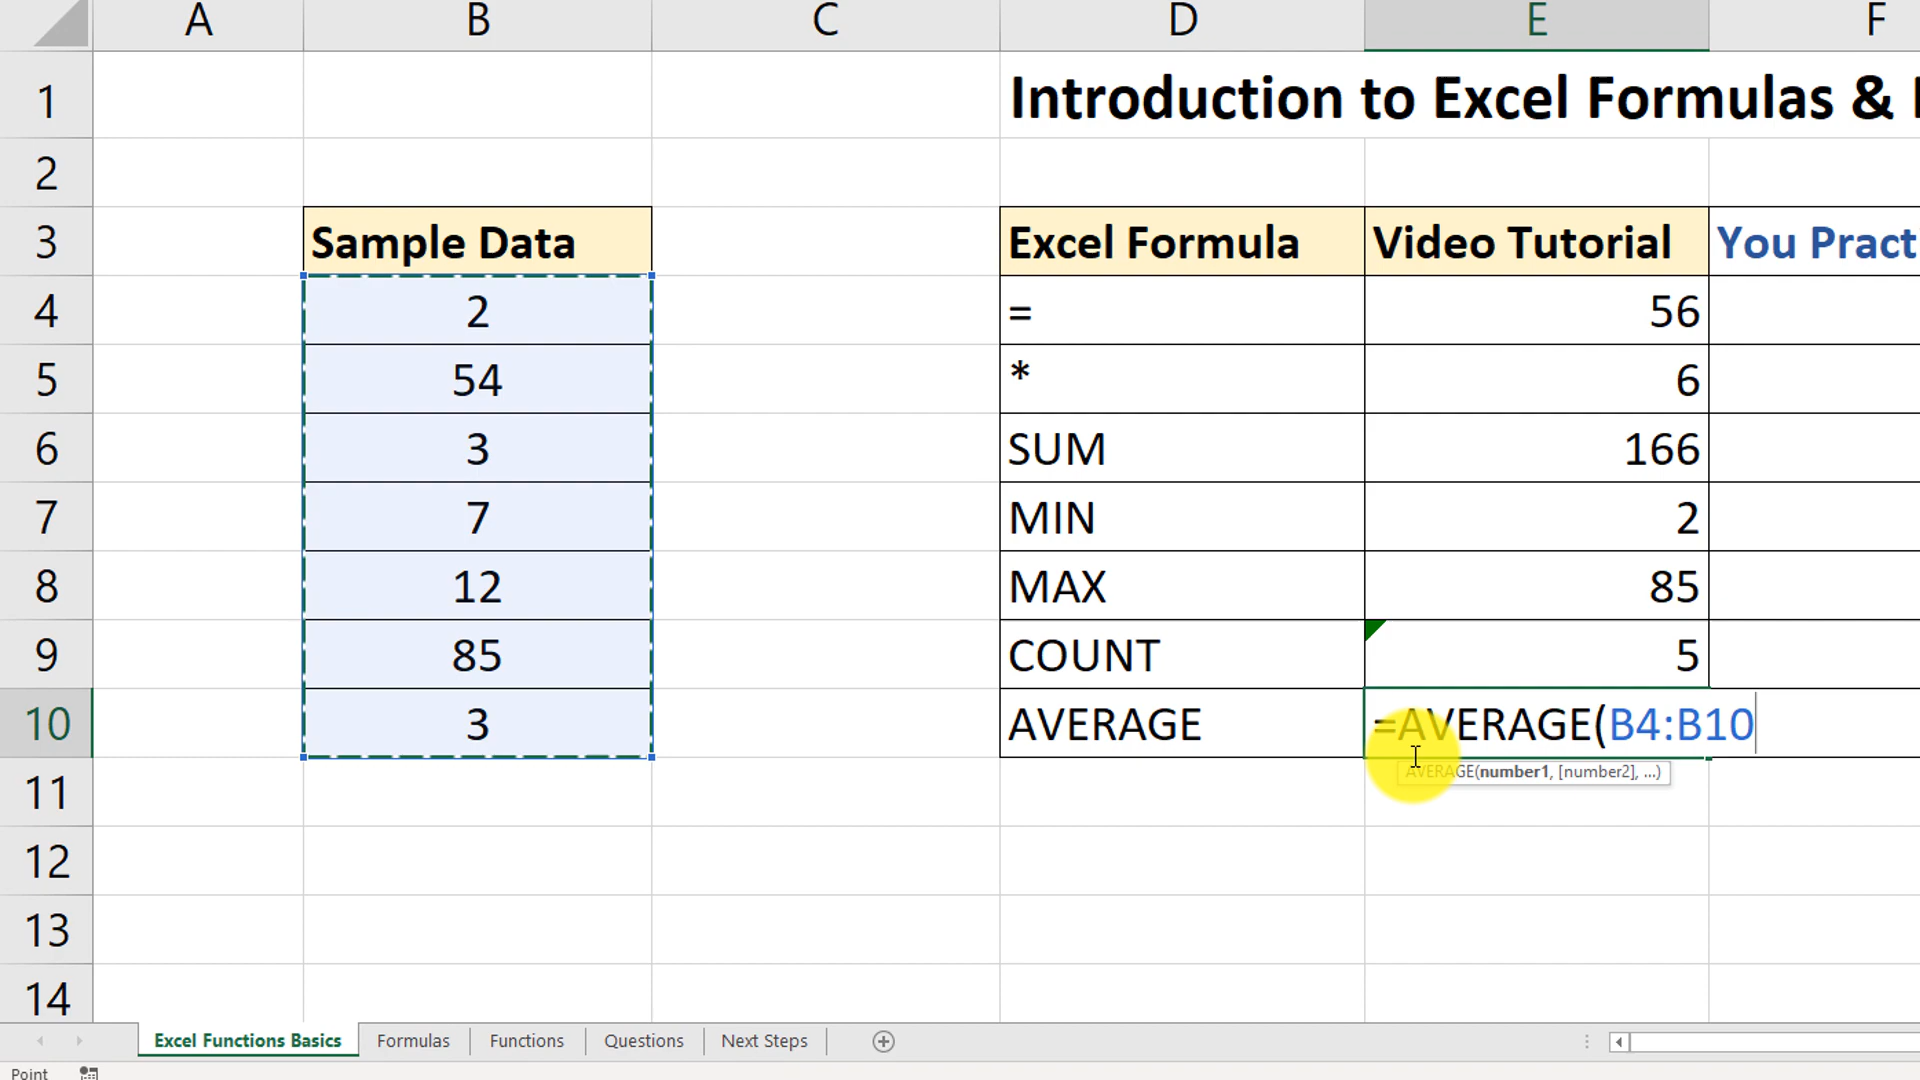 A B C D E F
1 Introduction to Excel Formulas &
2
3 Sample Data Excel Formula Video Tutorial You Pract
4 2 = 56
5 54 * 6
6 3 SUM 166
7 7 MIN 2
8 12 MAX 85
9 85 COUNT 5
10 3 AVERAGE =AVERAGE(B4:B10
AVERAGE(number1, [number2], ...)
11
12
13
14
Excel Functions Basics Formulas Functions Questions Next Steps
Point